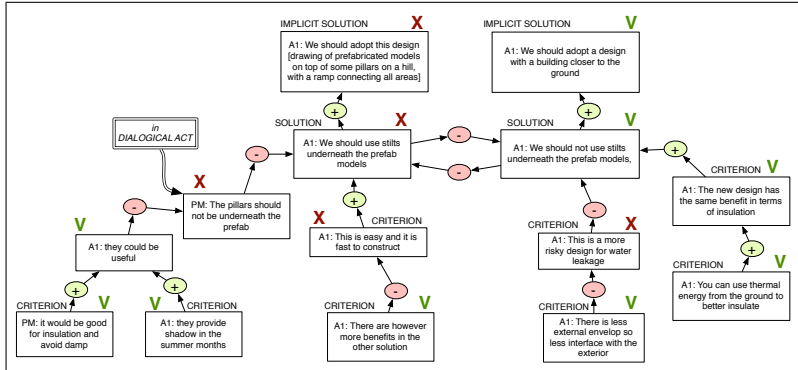 IMPLICIT SOLUTION X
A1: We should adopt this design
[drawing of prefabricated models
on top of some pillars on a hill,
with a ramp connecting all areas]
IMPLICIT SOLUTION V
A1: We should adopt a design
with a building closer to the
ground
+
+
in
DIALOGICAL ACT
SOLUTION X
A1: We should use stilts
underneath the prefab
models
-
-
-
SOLUTION V
A1: We should not use stilts
underneath the prefab models,
+
X
PM: The pillars should
not be underneath the
prefab
-
V
A1: they could be
useful
+
+
CRITERION V
PM: it would be good
for insulation and
avoid damp
V CRITERION
A1: they provide
shadow in the
summer months
+
X CRITERION
A1: This is easy and it is
fast to construct
-
CRITERION V
A1: There are however
more benefits in the
other solution
-
CRITERION X
A1: This is a more
risky design for water
leakage
-
CRITERION V
A1: There is less
external envelop so
less interface with the
exterior
CRITERION V
A1: The new design has
the same benefit in terms
of insulation
+
CRITERION V
A1: You can use thermal
energy from the ground to
better insulate